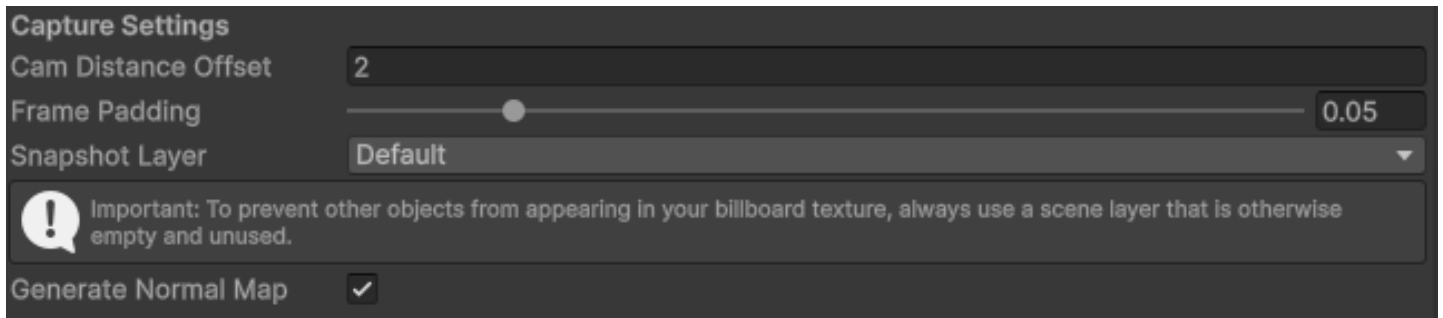 Capture Settings
Cam Distance Offset 2
Frame Padding 0.05
Snapshot Layer Default
Important: To prevent other objects from appearing in your billboard texture, always use a scene layer that is otherwise
empty and unused.
Generate Normal Map